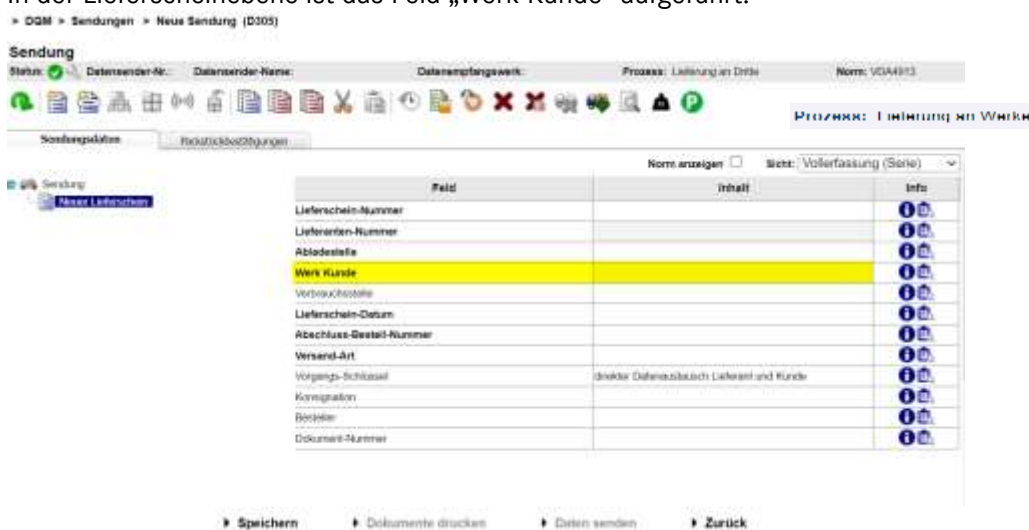 In der Lieferscheinebene ist das Feld „Werk Kunde“ aufgeführt.
> DQM > Sendungen > Neue Sendung (D305)
Sendung
Status: Datensender-Nr.: Datensender-Name: Datenempfangswerk: Prozess: Lieferung an Dritte Norm: VDA4913
Prozess: Lieferung an Werke
Sendungsdaten Rückstickbestätigungen
Norm anzeigen Sicht: Vollerfassung (Serie)
Sendung
Neuer Lieferschein
Feld Inhalt Info
Lieferschein-Nummer
Lieferanten-Nummer
Abladestelle
Werk Kunde
Verbrauchsstelle
Lieferschein-Datum
Abschluss-Bestell-Nummer
Versand-Art
Vorgangs-Schlüssel direkter Datenaustausch Lieferant und Kunde
Konsignation
Besteller
Dokument-Nummer
Speichern Dokumente drucken Daten senden Zurück